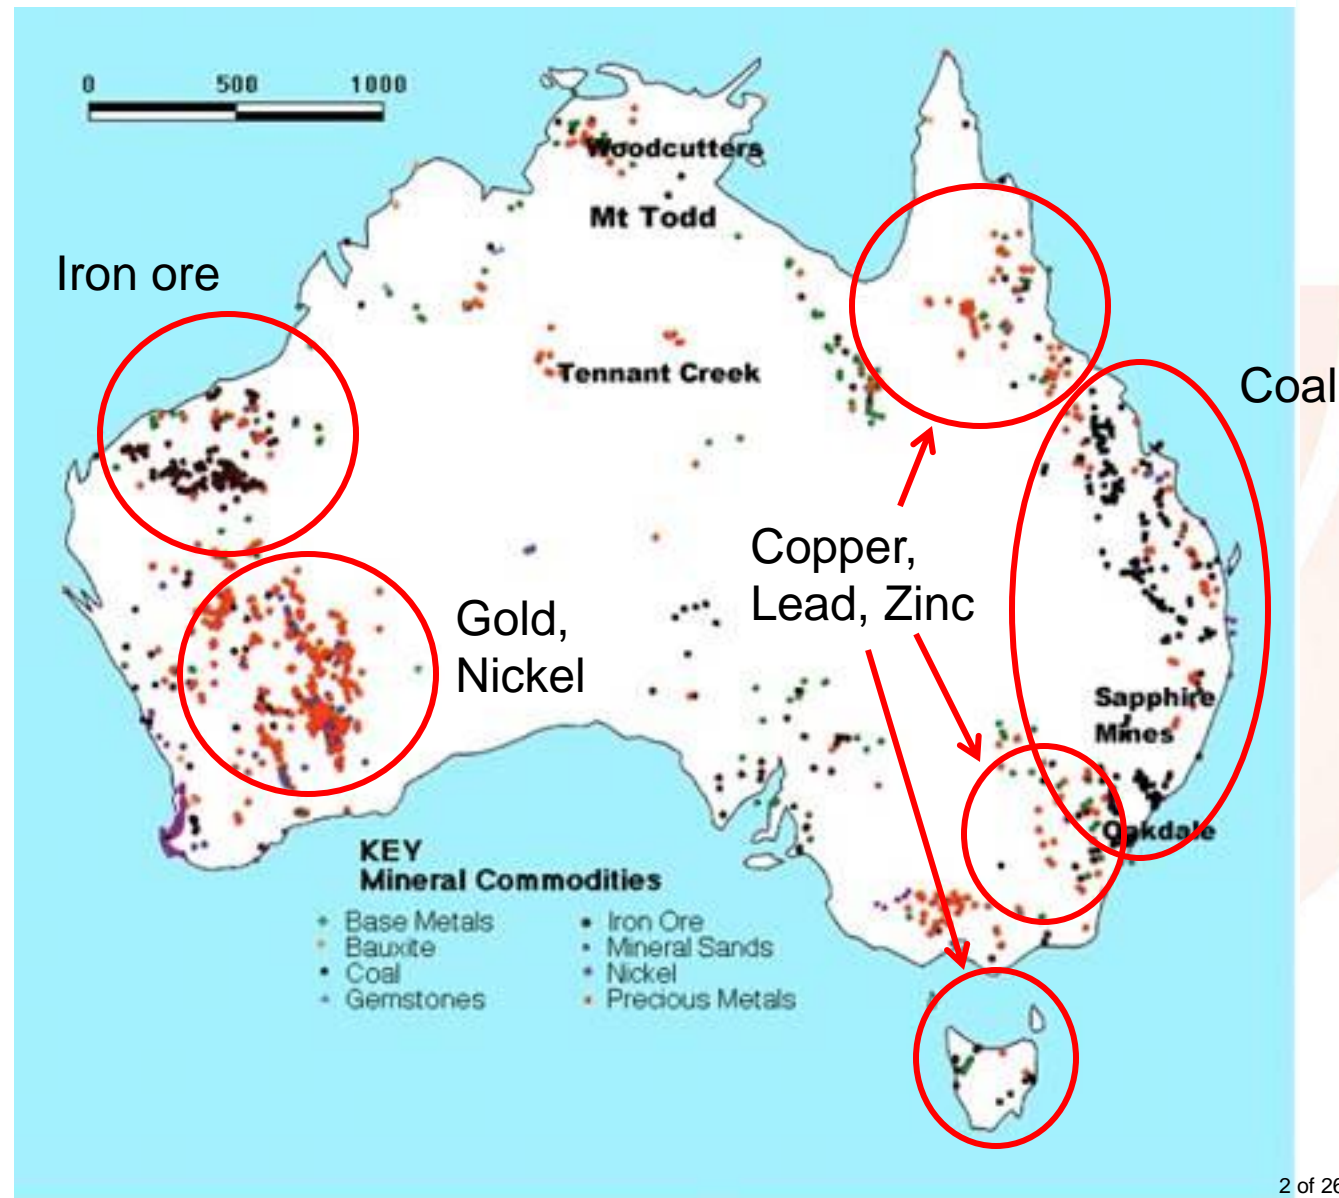 0 500 1000
Woodcutters
Mt Todd
Iron ore
Tennant Creek
Coal
Copper,
Lead, Zinc
Gold,
Nickel
Sapphire
Mines
Oakdale
KEY
Mineral Commodities
Base Metals
Bauxite
Coal
Gemstones
Iron Ore
Mineral Sands
Nickel
Precious Metals
2 of 26